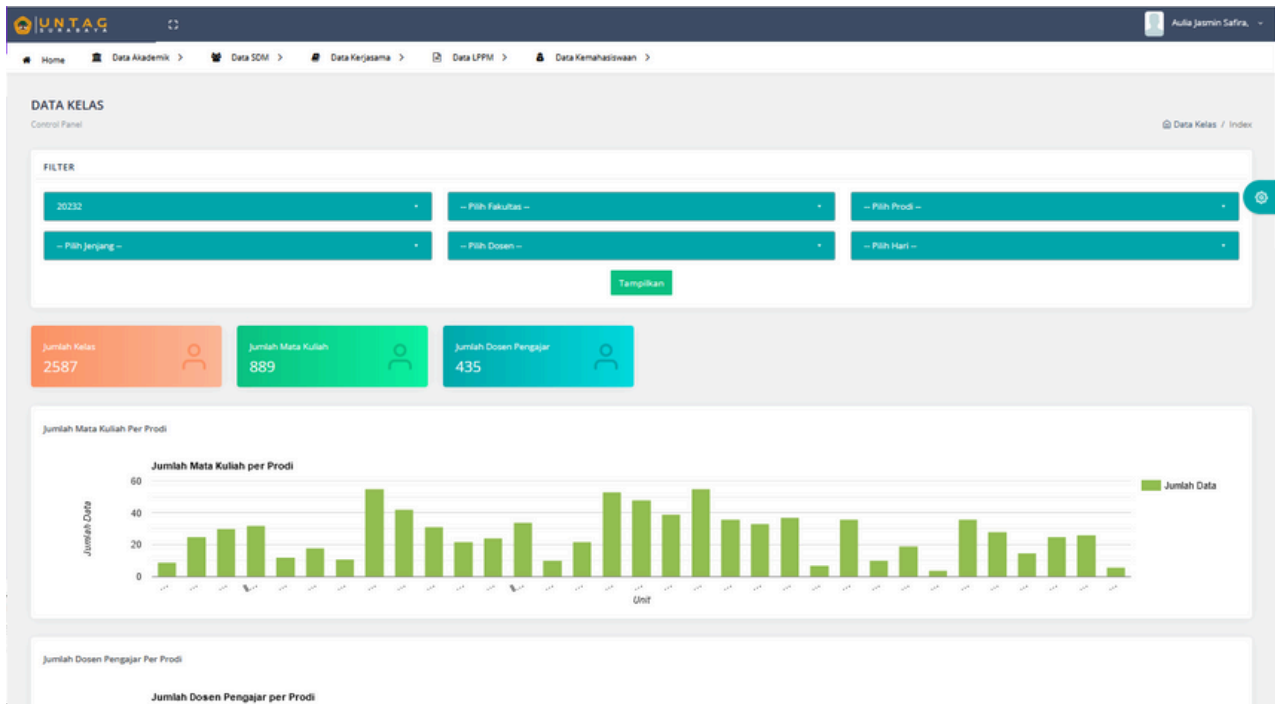 UNTAG
SURABAYA
Aulia Jasmin Safira,
Home
Data Akademik >
Data SDM >
Data Kerjasama >
Data LPPM >
Data Kemahasiswaan >
DATA KELAS
Control Panel
Data Kelas / Index
FILTER
20232
-- Pilih Fakultas --
-- Pilih Prodi --
-- Pilih Jenjang --
-- Pilih Dosen --
-- Pilih Hari --
Tampilkan
Jumlah Kelas
2587
Jumlah Mata Kuliah
889
Jumlah Dosen Pengajar
435
Jumlah Mata Kuliah Per Prodi
Jumlah Mata Kuliah per Prodi
60
40
20
0
Jumlah Data
Jumlah Data
Unit
Jumlah Dosen Pengajar Per Prodi
Jumlah Dosen Pengajar per Prodi